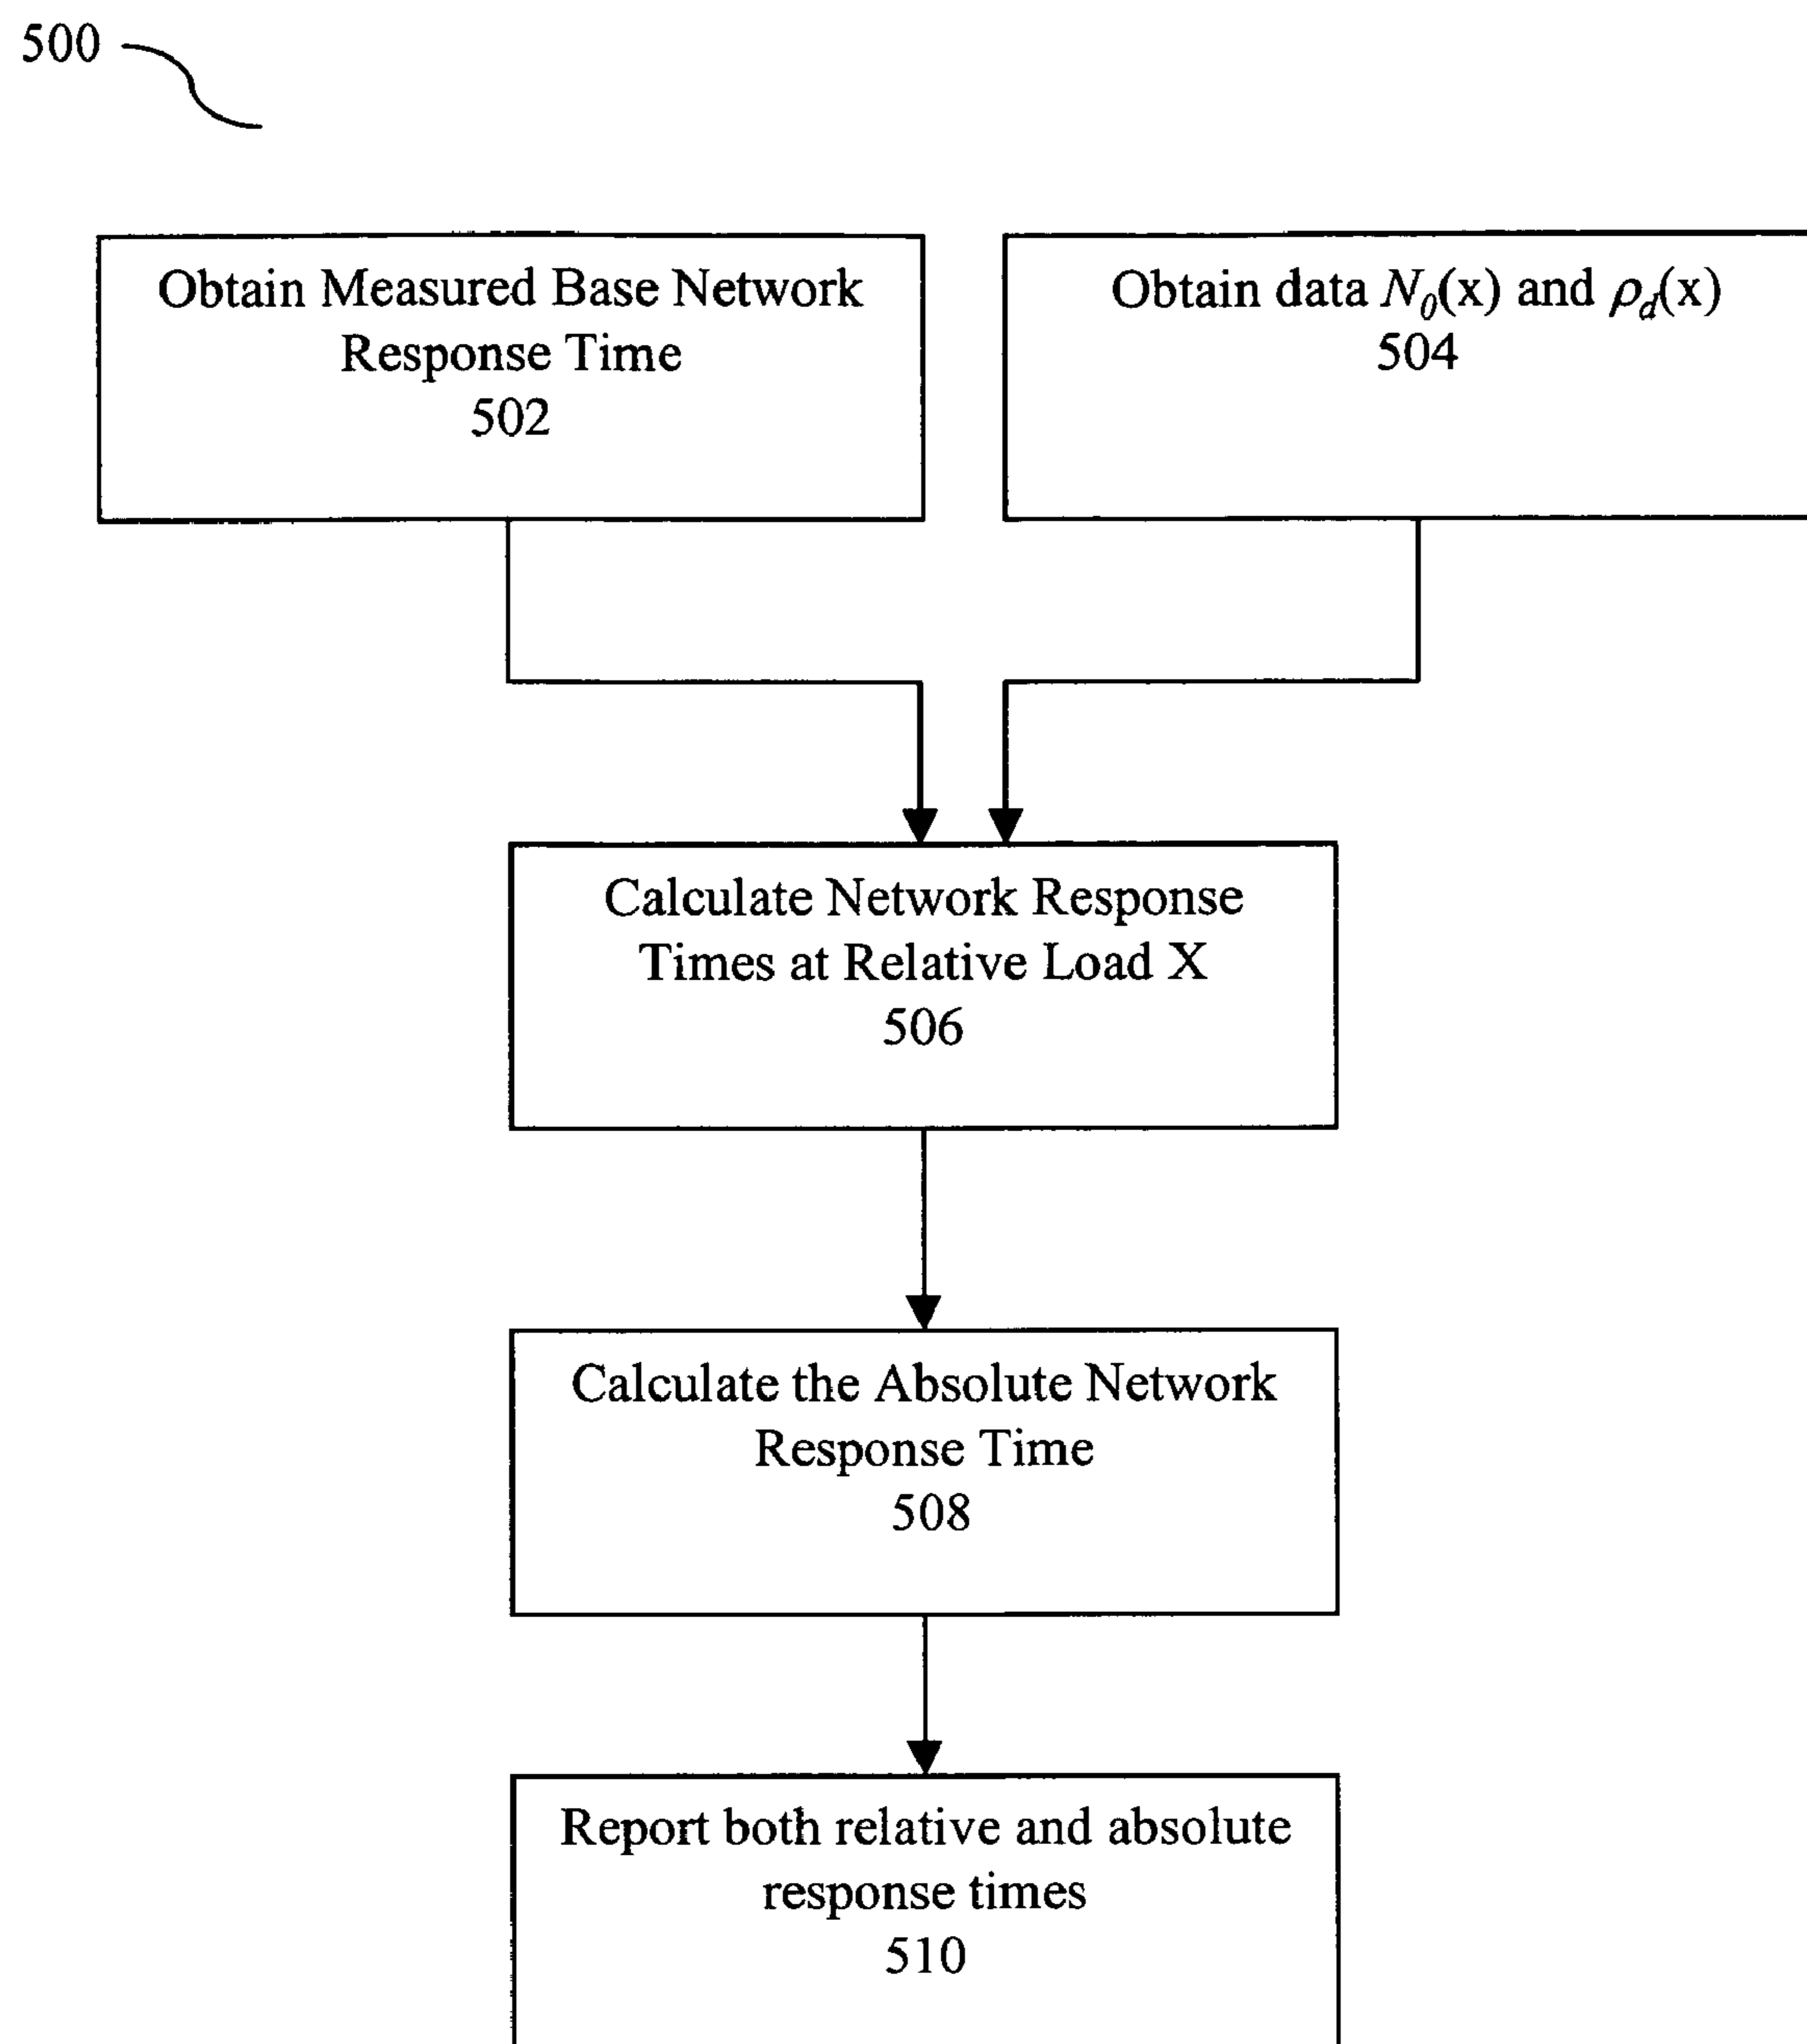 500
Obtain Measured Base Network
Response Time
502
Obtain data N₀(x) and ρ_d(x)
504
Calculate Network Response
Times at Relative Load X
506
Calculate the Absolute Network
Response Time
508
Report both relative and absolute
response times
510